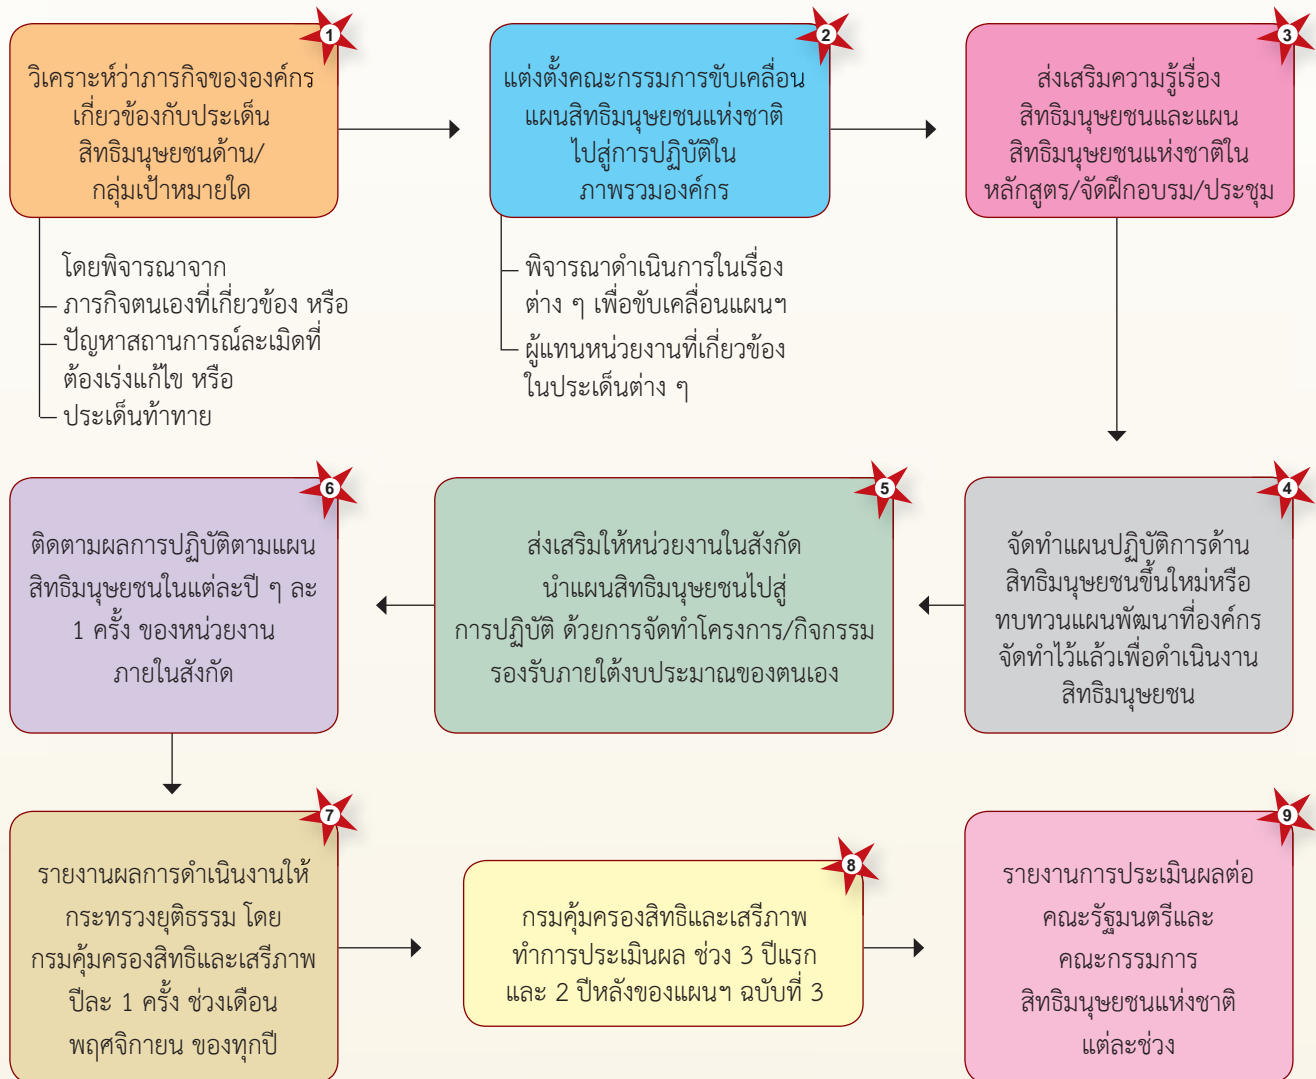 1
วิเคราะห์ว่าภารกิจขององค์กร
เกี่ยวข้องกับประเด็น
สิทธิมนุษยชนด้าน/
กลุ่มเป้าหมายใด
โดยพิจารณาจาก
ภารกิจตนเองที่เกี่ยวข้อง หรือ
ปัญหาสถานการณ์ละเมิดที่
ต้องเร่งแก้ไข หรือ
ประเด็นท้าทาย
2
แต่งตั้งคณะกรรมการขับเคลื่อน
แผนสิทธิมนุษยชนแห่งชาติ
ไปสู่การปฏิบัติใน
ภาพรวมองค์กร
พิจารณาดำเนินการในเรื่อง
ต่าง ๆ เพื่อขับเคลื่อนแผนฯ
ผู้แทนหน่วยงานที่เกี่ยวข้อง
ในประเด็นต่าง ๆ
3
ส่งเสริมความรู้เรื่อง
สิทธิมนุษยชนและแผน
สิทธิมนุษยชนแห่งชาติใน
หลักสูตร/จัดฝึกอบรม/ประชุม
4
จัดทำแผนปฏิบัติการด้าน
สิทธิมนุษยชนขึ้นใหม่หรือ
ทบทวนแผนพัฒนาที่องค์กร
จัดทำไว้แล้วเพื่อดำเนินงาน
สิทธิมนุษยชน
5
ส่งเสริมให้หน่วยงานในสังกัด
นำแผนสิทธิมนุษยชนไปสู่
การปฏิบัติ ด้วยการจัดทำโครงการ/กิจกรรม
รองรับภายใต้งบประมาณของตนเอง
6
ติดตามผลการปฏิบัติตามแผน
สิทธิมนุษยชนในแต่ละปี ๆ ละ
1 ครั้ง ของหน่วยงาน
ภายในสังกัด
7
รายงานผลการดำเนินงานให้
กระทรวงยุติธรรม โดย
กรมคุ้มครองสิทธิและเสรีภาพ
ปีละ 1 ครั้ง ช่วงเดือน
พฤศจิกายน ของทุกปี
8
กรมคุ้มครองสิทธิและเสรีภาพ
ทำการประเมินผล ช่วง 3 ปีแรก
และ 2 ปีหลังของแผนฯ ฉบับที่ 3
9
รายงานการประเมินผลต่อ
คณะรัฐมนตรีและ
คณะกรรมการ
สิทธิมนุษยชนแห่งชาติ
แต่ละช่วง